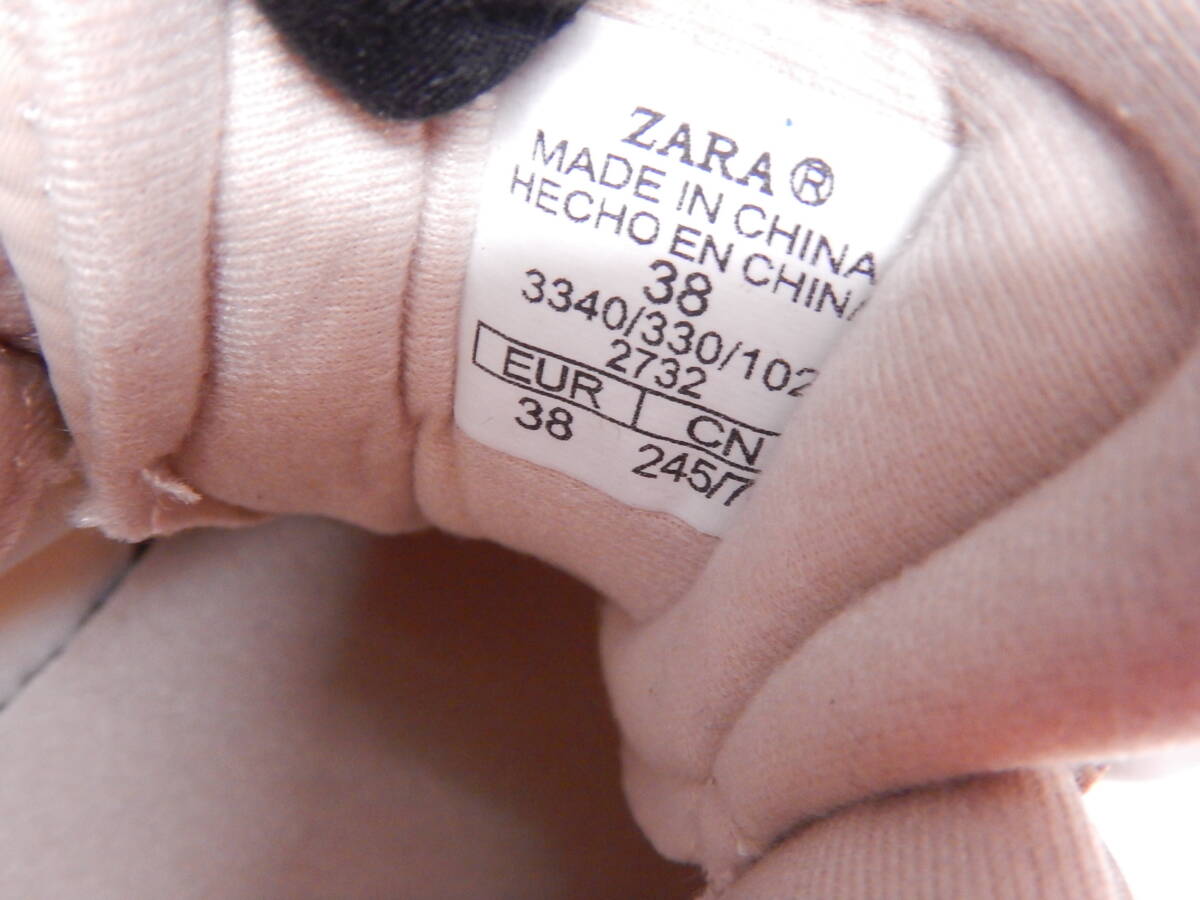 ZARA®
MADE IN CHINA
HECHO EN CHINA
38
3340/330/102
2732
EUR CN
38 245/7